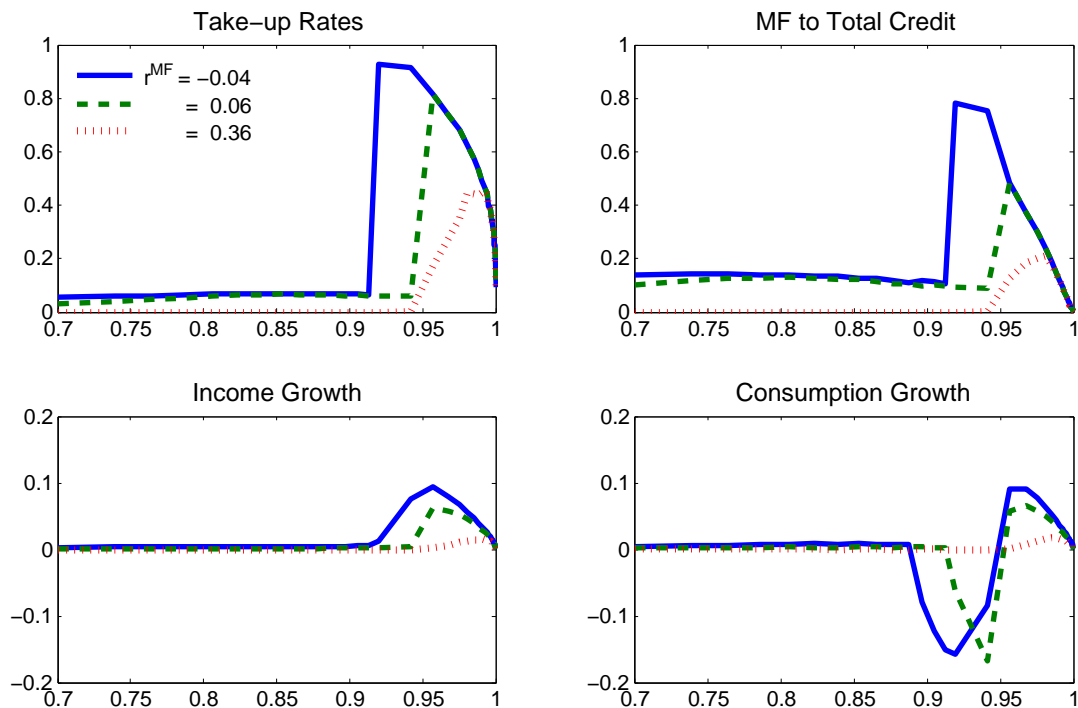 Take−up Rates
1
0.8
0.6
0.4
0.2
0
0.7 0.75 0.8 0.85 0.9 0.95 1
r^MF = −0.04
= 0.06
= 0.36
MF to Total Credit
1
0.8
0.6
0.4
0.2
0
0.7 0.75 0.8 0.85 0.9 0.95 1
Income Growth
0.2
0.1
0
−0.1
−0.2
0.7 0.75 0.8 0.85 0.9 0.95 1
Consumption Growth
0.2
0.1
0
−0.1
−0.2
0.7 0.75 0.8 0.85 0.9 0.95 1